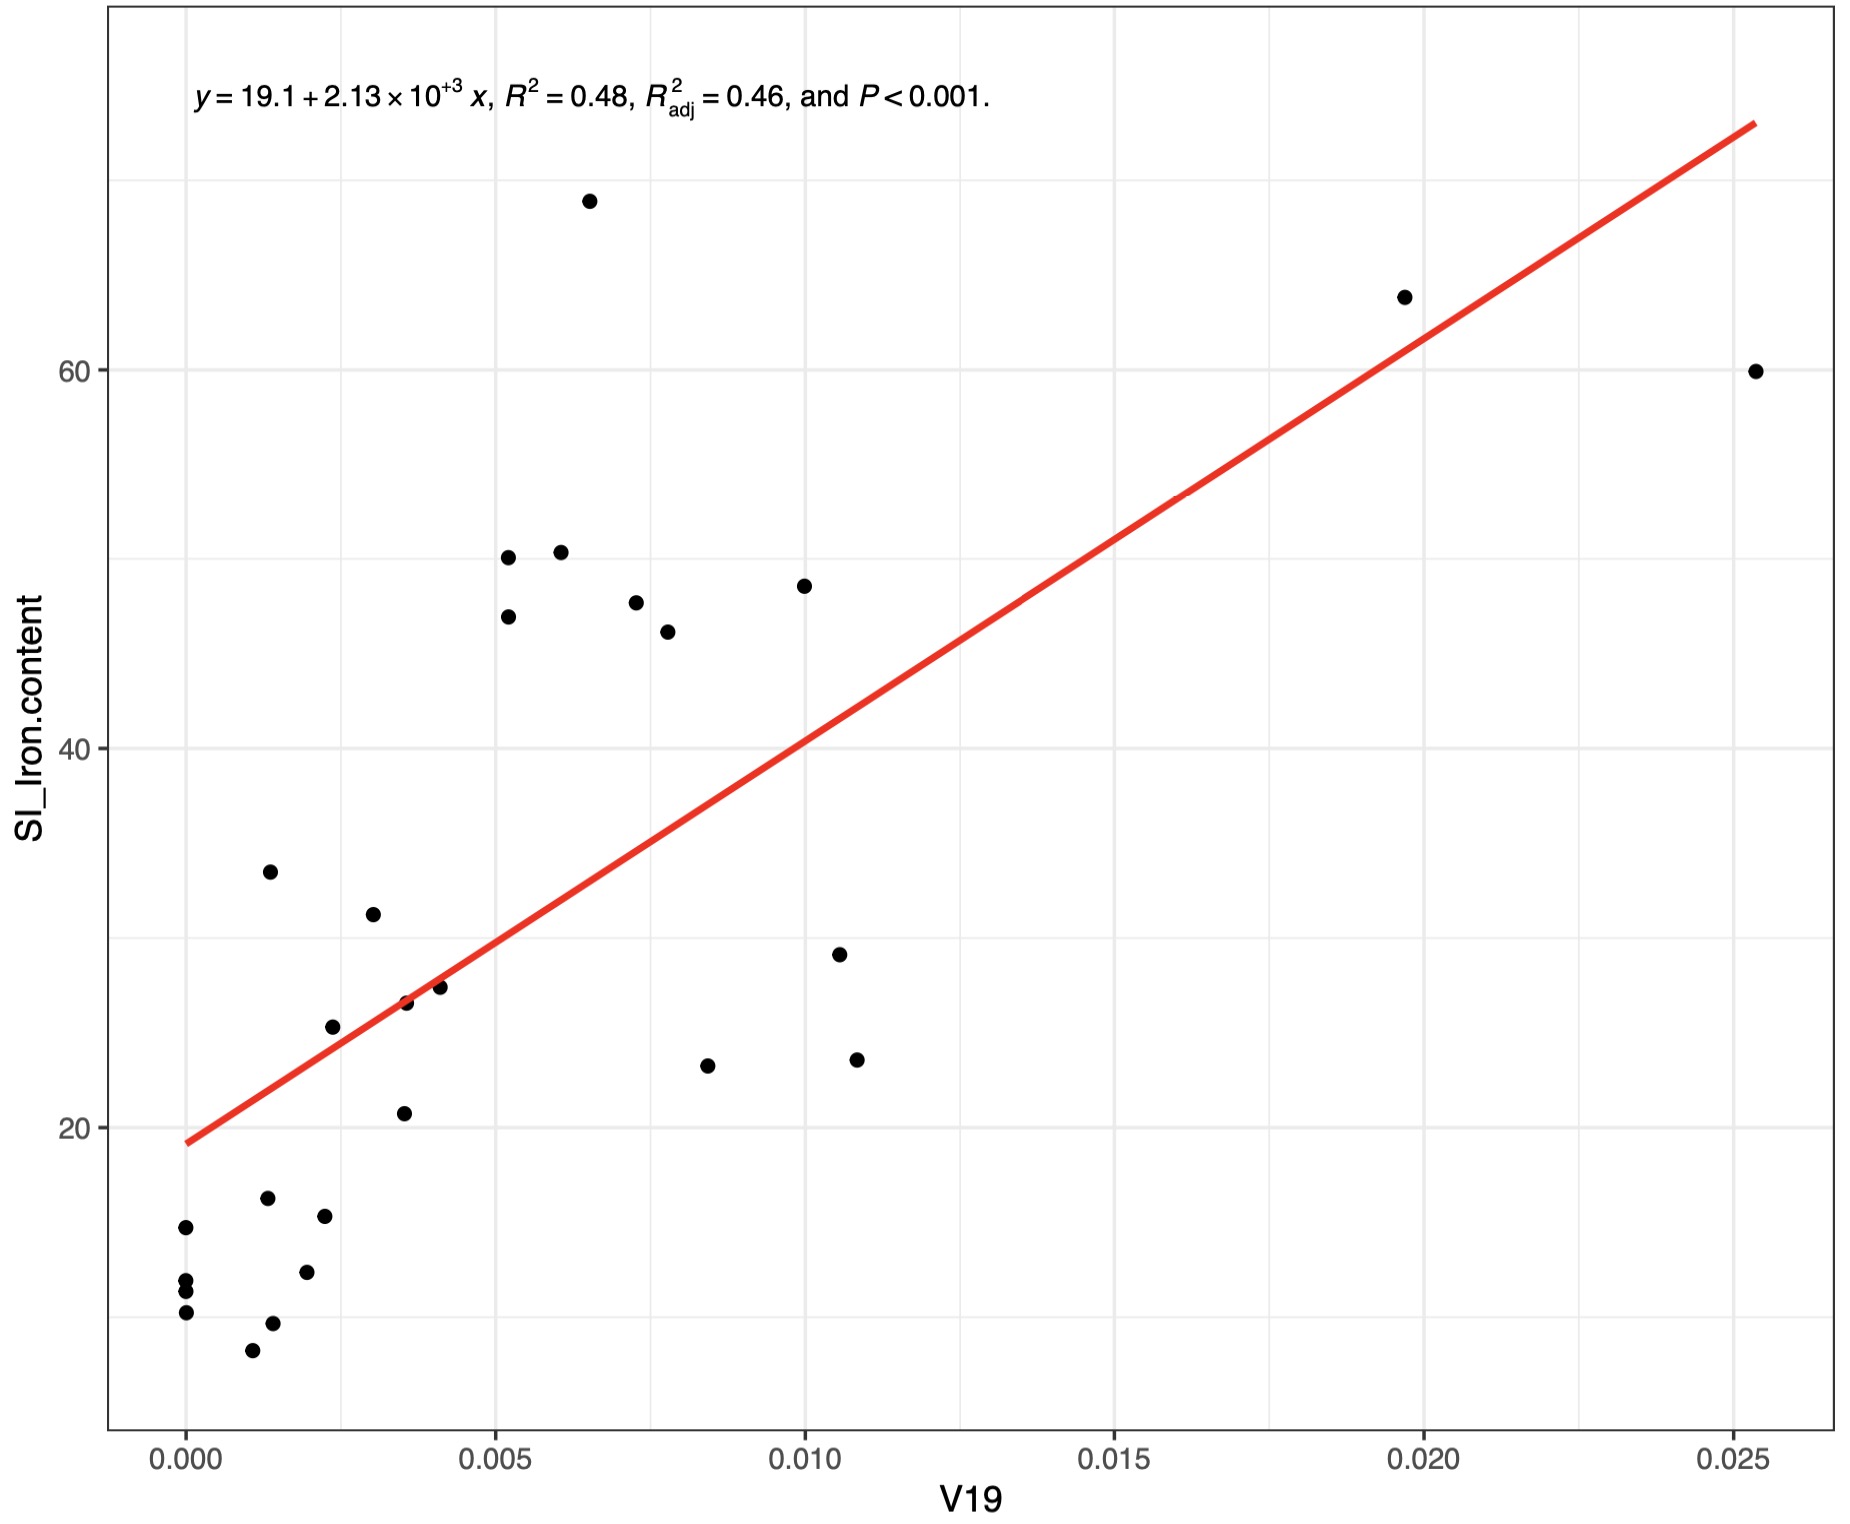 y = 19.1 + 2.13 × 10⁺³ x, R² = 0.48, R²adj = 0.46, and P < 0.001.
60
40
20
SI_Iron.content
0.000 0.005 0.010 0.015 0.020 0.025
V19